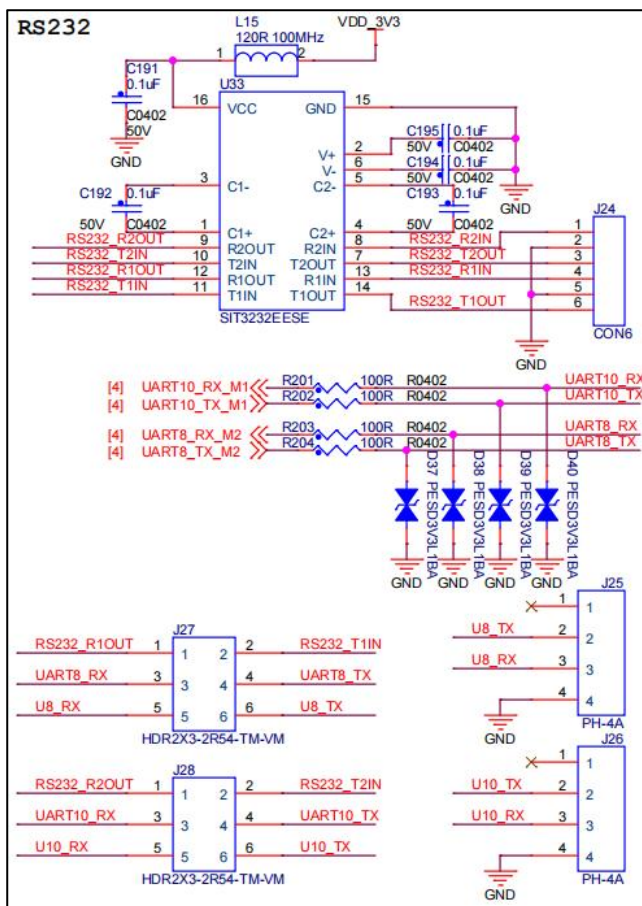 RS232
L15
120R 100MHz
VDD_3V3
1 2
C191
0.1uF
C0402
50V
GND
U33
16 VCC GND 15
C195 0.1uF
V+ 2 50V C0402
C194 0.1uF
V- 6
C2- 5 50V C0402
C193 0.1uF
3 C1-
C192 0.1uF
50V C0402
1 C1+ C2+ 4 50V C0402
GND
J24
RS232_R2OUT 9 R2OUT R2IN 8 RS232_R2IN 1
RS232_T2IN 10 T2IN T2OUT 7 RS232_T2OUT 2
RS232_R1OUT 12 R1OUT R1IN 13 RS232_R1IN 3
RS232_T1IN 11 T1IN T1OUT 14 4
RS232_T1OUT 5
6
SIT3232EESE
CON6
GND
[4] UART10_RX_M1 R201 100R R0402 UART10_RX
[4] UART10_TX_M1 R202 100R R0402 UART10_TX
[4] UART8_RX_M2 R203 100R R0402 UART8_RX
[4] UART8_TX_M2 R204 100R R0402 UART8_TX
D37 PESD3V3L1BA
D38 PESD3V3L1BA
D39 PESD3V3L1BA
D40 PESD3V3L1BA
GND GND GND GND
J27
RS232_R1OUT 1 1 2 2 RS232_T1IN
UART8_RX 3 3 4 4 UART8_TX
U8_RX 5 5 6 6 U8_TX
HDR2X3-2R54-TM-VM
J25
1 1
U8_TX 2 2
U8_RX 3 3
4 4
GND
PH-4A
J28
RS232_R2OUT 1 1 2 2 RS232_T2IN
UART10_RX 3 3 4 4 UART10_TX
U10_RX 5 5 6 6 U10_TX
HDR2X3-2R54-TM-VM
J26
1 1
U10_TX 2 2
U10_RX 3 3
4 4
GND
PH-4A